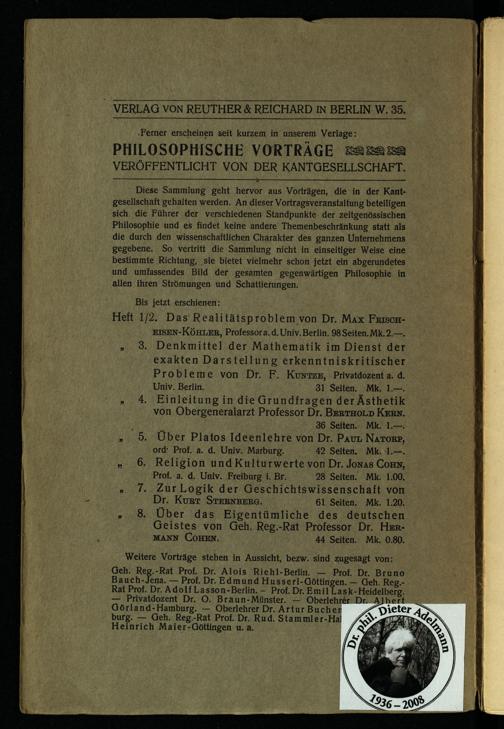 VERLAG VON REUTHER & REICHARD IN BERLIN W. 35.
Ferner erscheinen seit kurzem in unserem Verlage:
PHILOSOPHISCHE VORTRÄGE
VERÖFFENTLICHT VON DER KANTGESELLSCHAFT.
Diese Sammlung geht hervor aus Vorträgen, die in der Kant-
gesellschaft gehalten werden. An dieser Vortragsveranstaltung beteiligen
sich die Führer der verschiedenen Standpunkte der zeitgenössischen
Philosophie und es findet keine andere Themenbeschränkung statt als
die durch den wissenschaftlichen Charakter des ganzen Unternehmens
gegebene. So vertritt die Sammlung nicht in einseitiger Weise eine
bestimmte Richtung, sie bietet vielmehr schon jetzt ein abgerundetes
und umfassendes Bild der gesamten gegenwärtigen Philosophie in
allen ihren Strömungen und Schattierungen.
Bis jetzt erschienen:
Heft 1/2. Das Realitätsproblem von Dr. MAX FRISCH-
EISEN-KÖHLER, Professor a. d. Univ. Berlin. 98 Seiten. Mk. 2.—.
„ 3. Denkmittel der Mathematik im Dienst der
exakten Darstellung erkenntniskritischer
Probleme von Dr. F. KUNTZE, Privatdozent a. d.
Univ. Berlin. 31 Seiten. Mk. 1.—.
„ 4. Einleitung in die Grundfragen der Ästhetik
von Obergeneralarzt Professor Dr. BERTHOLD KERN.
36 Seiten. Mk. 1.—.
„ 5. Über Platos Ideenlehre von Dr. PAUL NATORP,
ord. Prof. a. d. Univ. Marburg. 42 Seiten. Mk. 1.—.
„ 6. Religion und Kulturwerte von Dr. JONAS COHN,
Prof. a. d. Univ. Freiburg i. Br. 28 Seiten. Mk. 1.00.
„ 7. Zur Logik der Geschichtswissenschaft von
Dr. KURT STERNBERG. 61 Seiten. Mk. 1.20.
„ 8. Über das Eigentümliche des deutschen
Geistes von Geh. Reg.-Rat Professor Dr. HER-
MANN COHEN. 44 Seiten. Mk. 0.80.
Weitere Vorträge stehen in Aussicht, bezw. sind zugesagt von:
Geh. Reg.-Rat Prof. Dr. Alois Riehl-Berlin. — Prof. Dr. Bruno
Bauch-Jena. — Prof. Dr. Edmund Husserl-Göttingen. — Geh. Reg.-
Rat Prof. Dr. Adolf Lasson-Berlin. – Prof. Dr. Emil Lask-Heidelberg.
— Privatdozent Dr. O. Braun-Münster. — Oberlehrer Dr. Albert
Görland-Hamburg. — Oberlehrer Dr. Artur Buchen
burg. — Geh. Reg.-Rat Prof. Dr. Rud. Stammler-Hal
Heinrich Maier-Göttingen u. a.
Dr. phil. Dieter Adelmann
1936 – 2008